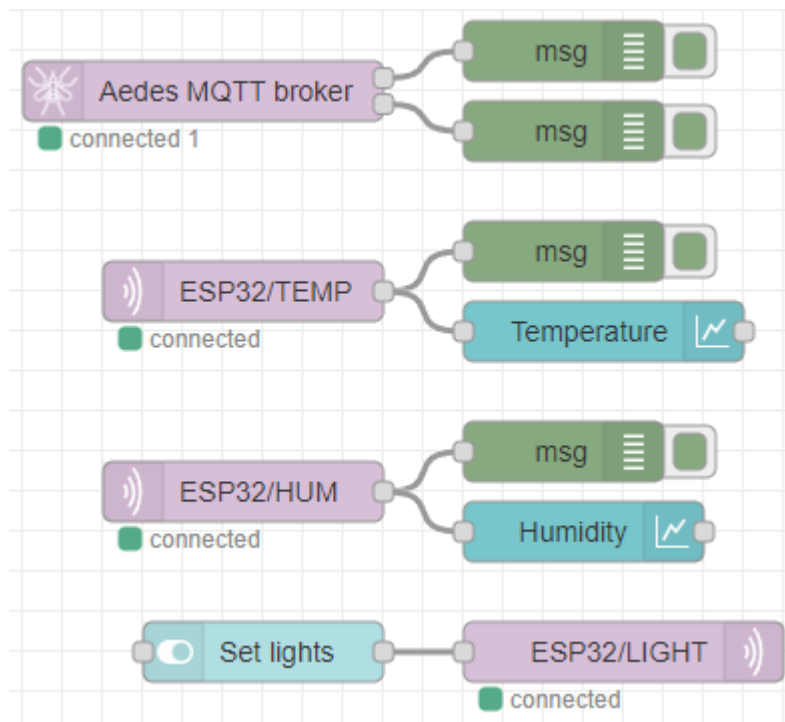 msg
Aedes MQTT broker
msg
connected 1
msg
ESP32/TEMP
Temperature
connected
msg
ESP32/HUM
Humidity
connected
Set lights
ESP32/LIGHT
connected